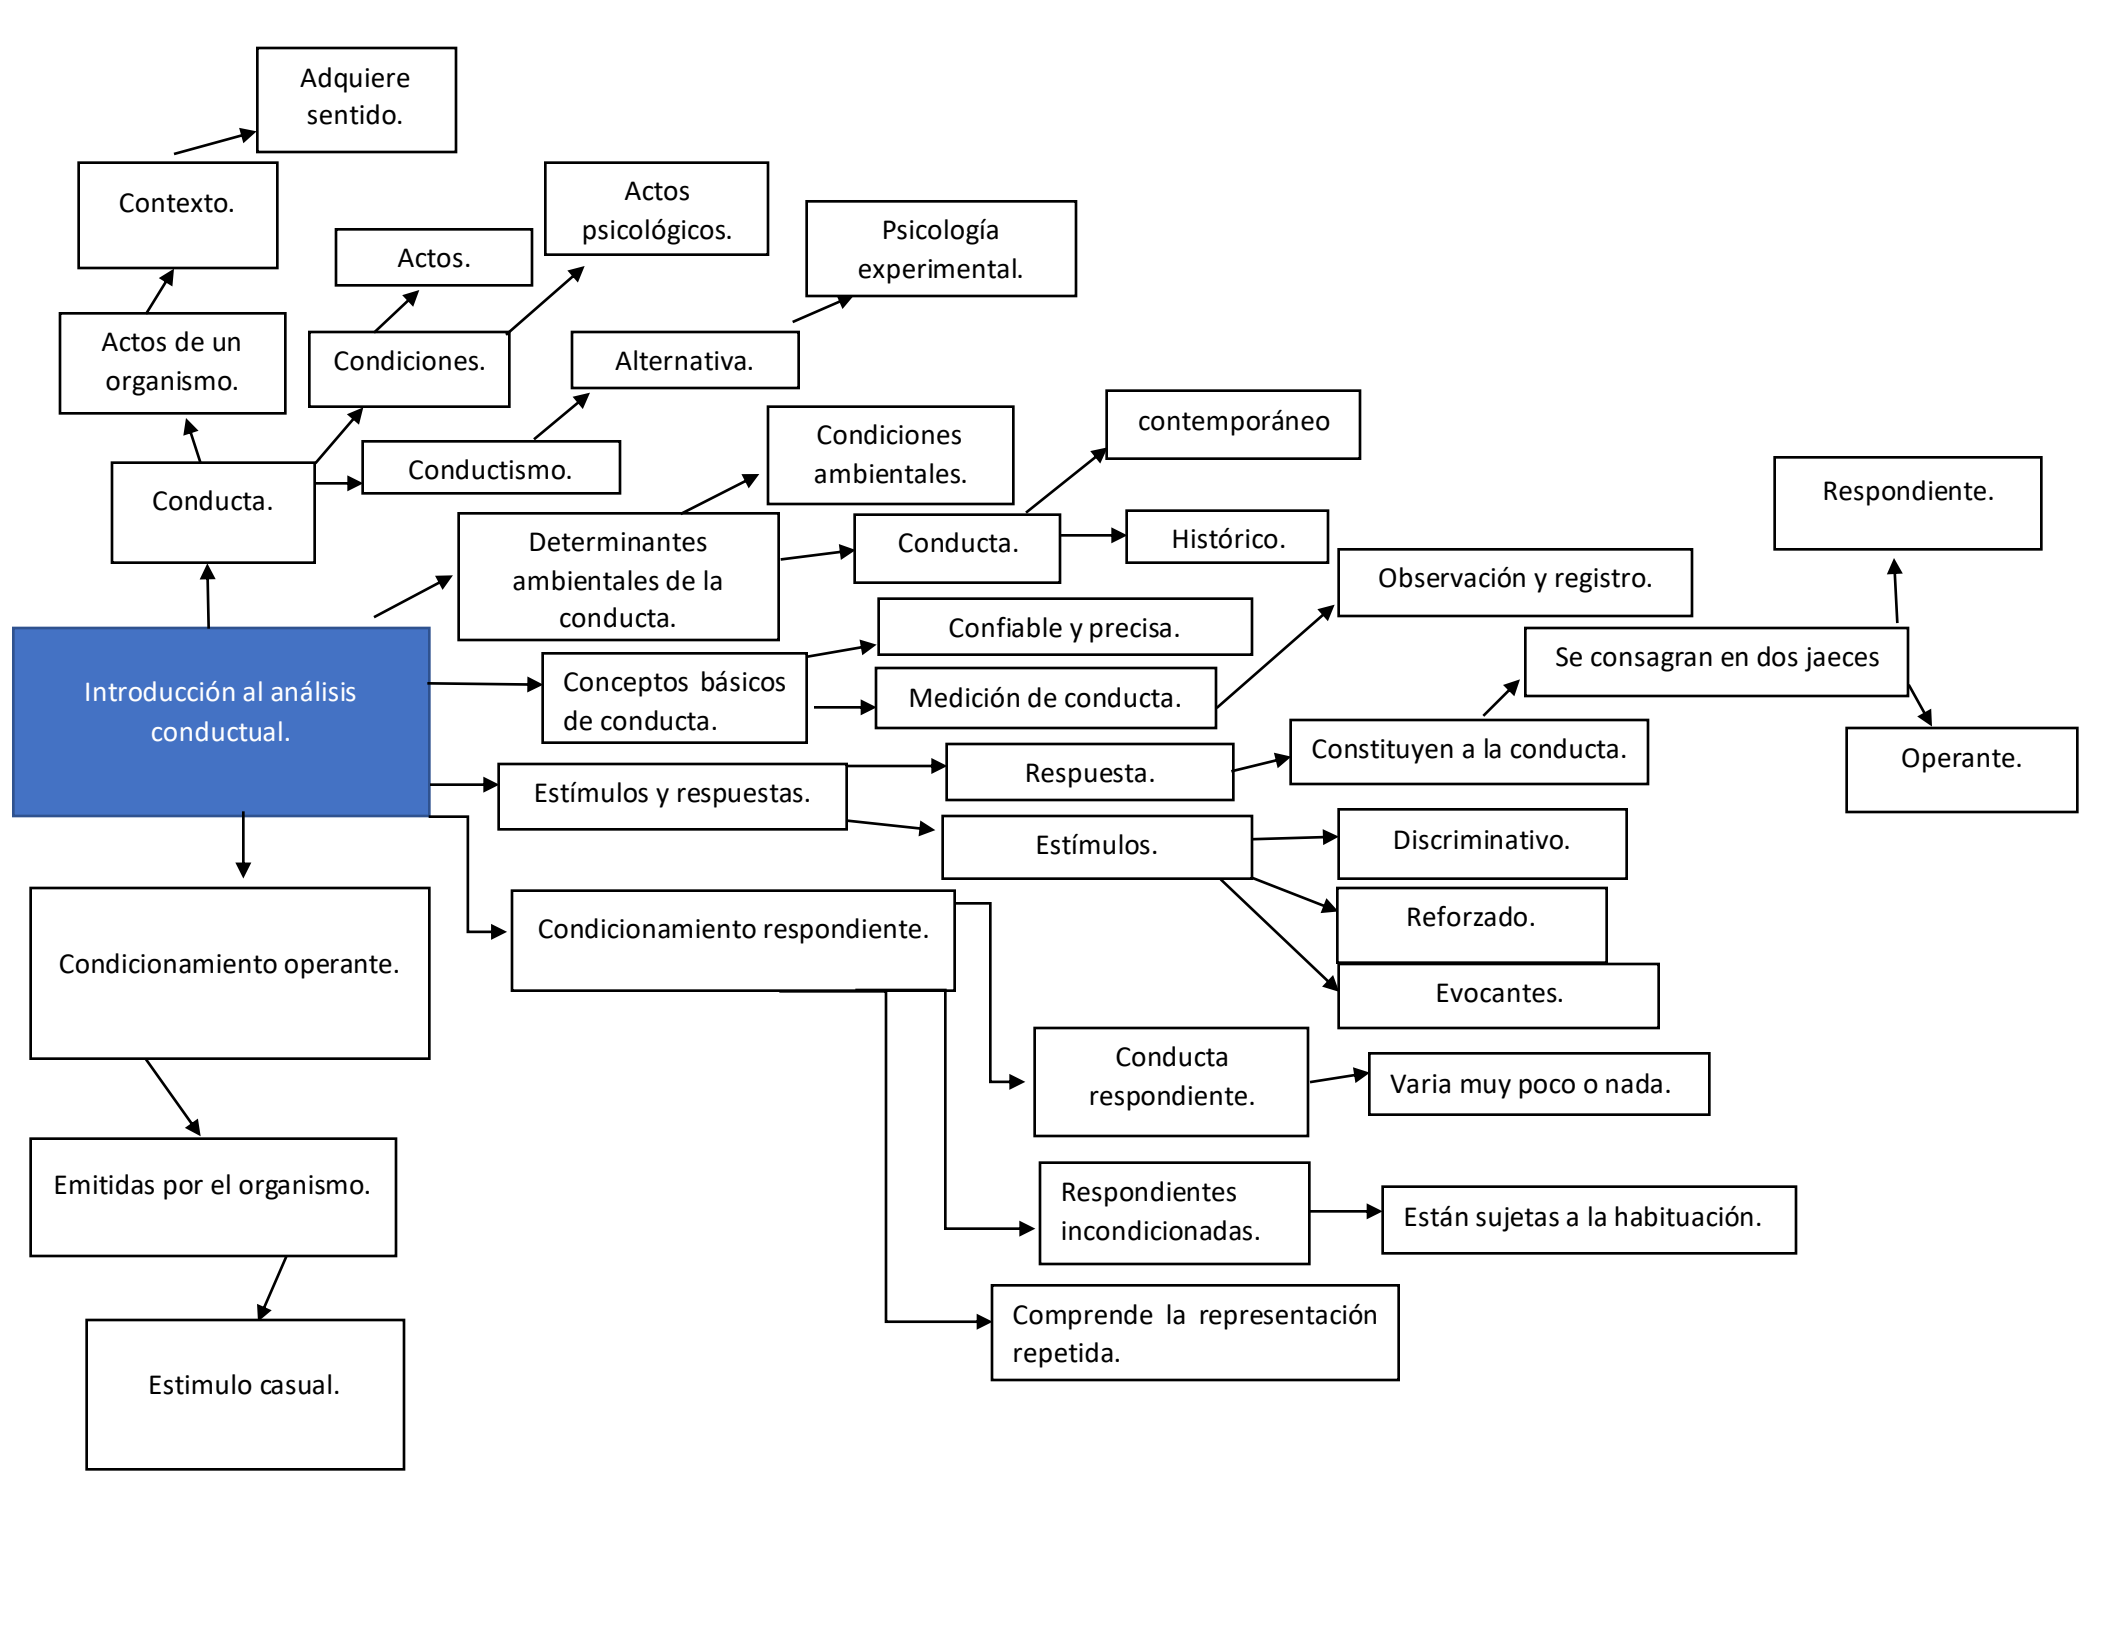 Adquiere
sentido.
Contexto.
Actos
psicológicos.
Psicología
experimental.
Actos.
Actos de un
organismo.
Condiciones.
Alternativa.
contemporáneo
Condiciones
ambientales.
Conductismo.
Conducta.
Respondiente.
Determinantes
ambientales de la
conducta.
Conducta.
Histórico.
Observación y registro.
Confiable y precisa.
Se consagran en dos jaeces
Introducción al análisis
conductual.
Conceptos básicos
de conducta.
Medición de conducta.
Constituyen a la conducta.
Operante.
Estímulos y respuestas.
Respuesta.
Estímulos.
Discriminativo.
Reforzado.
Evocantes.
Condicionamiento respondiente.
Condicionamiento operante.
Conducta
respondiente.
Varia muy poco o nada.
Emitidas por el organismo.
Respondientes
incondicionadas.
Están sujetas a la habituación.
Comprende la representación
repetida.
Estimulo casual.